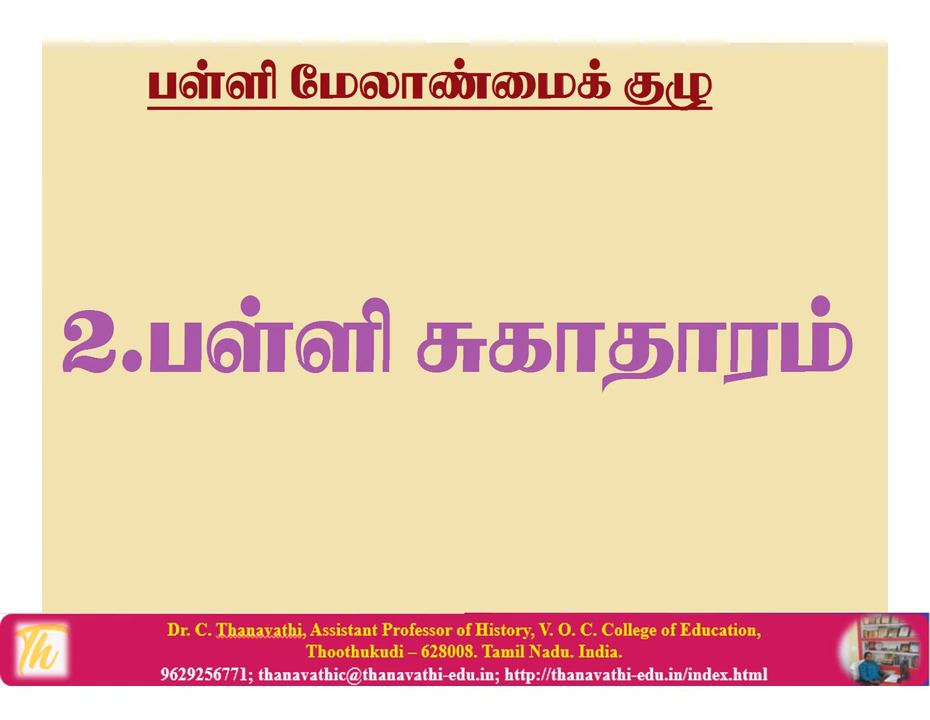 பள்ளி மேலாண்மைக் குழு
2.பள்ளி சுகாதாரம்
Th
Dr. C. Thanavathi, Assistant Professor of History, V. O. C. College of Education,
Thoothukudi – 628008. Tamil Nadu. India.
9629256771; thanavathic@thanavathi-edu.in; http://thanavathi-edu.in/index.html